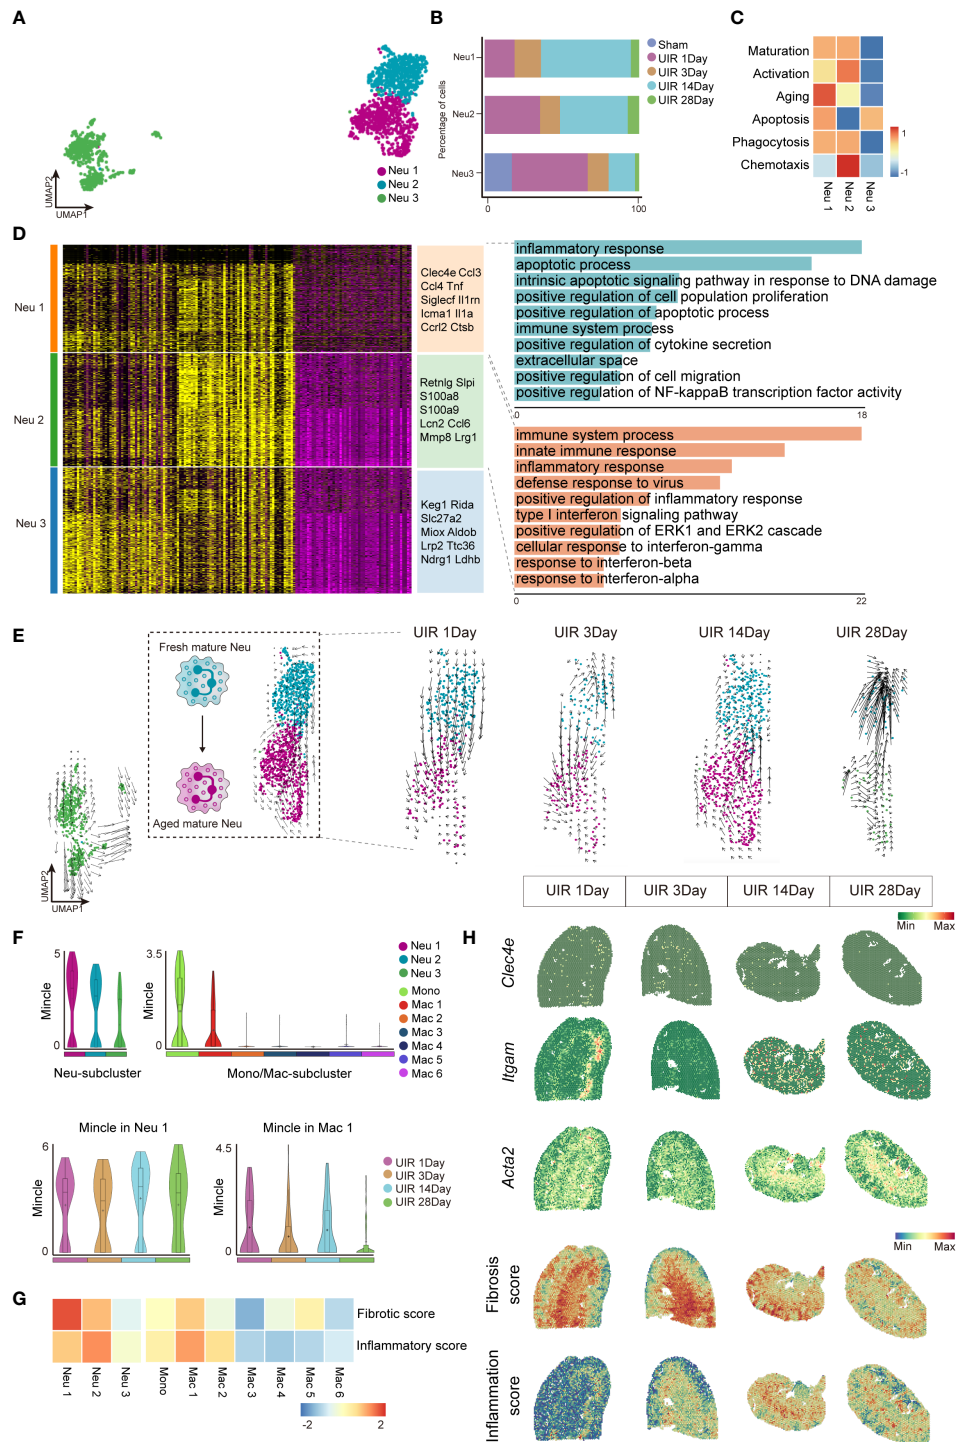 A
UMAP2
UMAP1
Neu 1
Neu 2
Neu 3
B
Percentage of cells
Neu1
Neu2
Neu3
0
100
Sham
UIR 1Day
UIR 3Day
UIR 14Day
UIR 28Day
C
Maturation
Activation
Aging
Apoptosis
Phagocytosis
Chemotaxis
Neu 1
Neu 2
Neu 3
1
-1
D
Neu 1
Neu 2
Neu 3
Clec4e Ccl3
Ccl4 Tnf
Siglecf Il1rn
Icma1 Il1a
Ccrl2 Ctsb
Retnlg Slpi
S100a8
S100a9
Lcn2 Ccl6
Mmp8 Lrg1
Keg1 Rida
Slc27a2
Miox Aldob
Lrp2 Ttc36
Ndrg1 Ldhb
inflammatory response
apoptotic process
intrinsic apoptotic signaling pathway in response to DNA damage
positive regulation of cell population proliferation
positive regulation of apoptotic process
immune system process
positive regulation of cytokine secretion
extracellular space
positive regulation of cell migration
positive regulation of NF-kappaB transcription factor activity
0
18
immune system process
innate immune response
inflammatory response
defense response to virus
positive regulation of inflammatory response
type I interferon signaling pathway
positive regulation of ERK1 and ERK2 cascade
cellular response to interferon-gamma
response to interferon-beta
response to interferon-alpha
0
22
E
Fresh mature Neu
Aged mature Neu
UMAP2
UMAP1
UIR 1Day
UIR 3Day
UIR 14Day
UIR 28Day
F
Mincle
5
0
Neu-subcluster
Mincle
3.5
0
Mono/Mac-subcluster
Neu 1
Neu 2
Neu 3
Mono
Mac 1
Mac 2
Mac 3
Mac 4
Mac 5
Mac 6
Mincle in Neu 1
Mincle
6
0
Mincle in Mac 1
Mincle
4.5
0
UIR 1Day
UIR 3Day
UIR 14Day
UIR 28Day
G
Fibrotic score
Inflammatory score
Neu 1
Neu 2
Neu 3
Mono
Mac 1
Mac 2
Mac 3
Mac 4
Mac 5
Mac 6
-2
2
H
UIR 1Day
UIR 3Day
UIR 14Day
UIR 28Day
Min
Max
Clec4e
Itgam
Acta2
Min
Max
Fibrosis
score
Inflammation
score